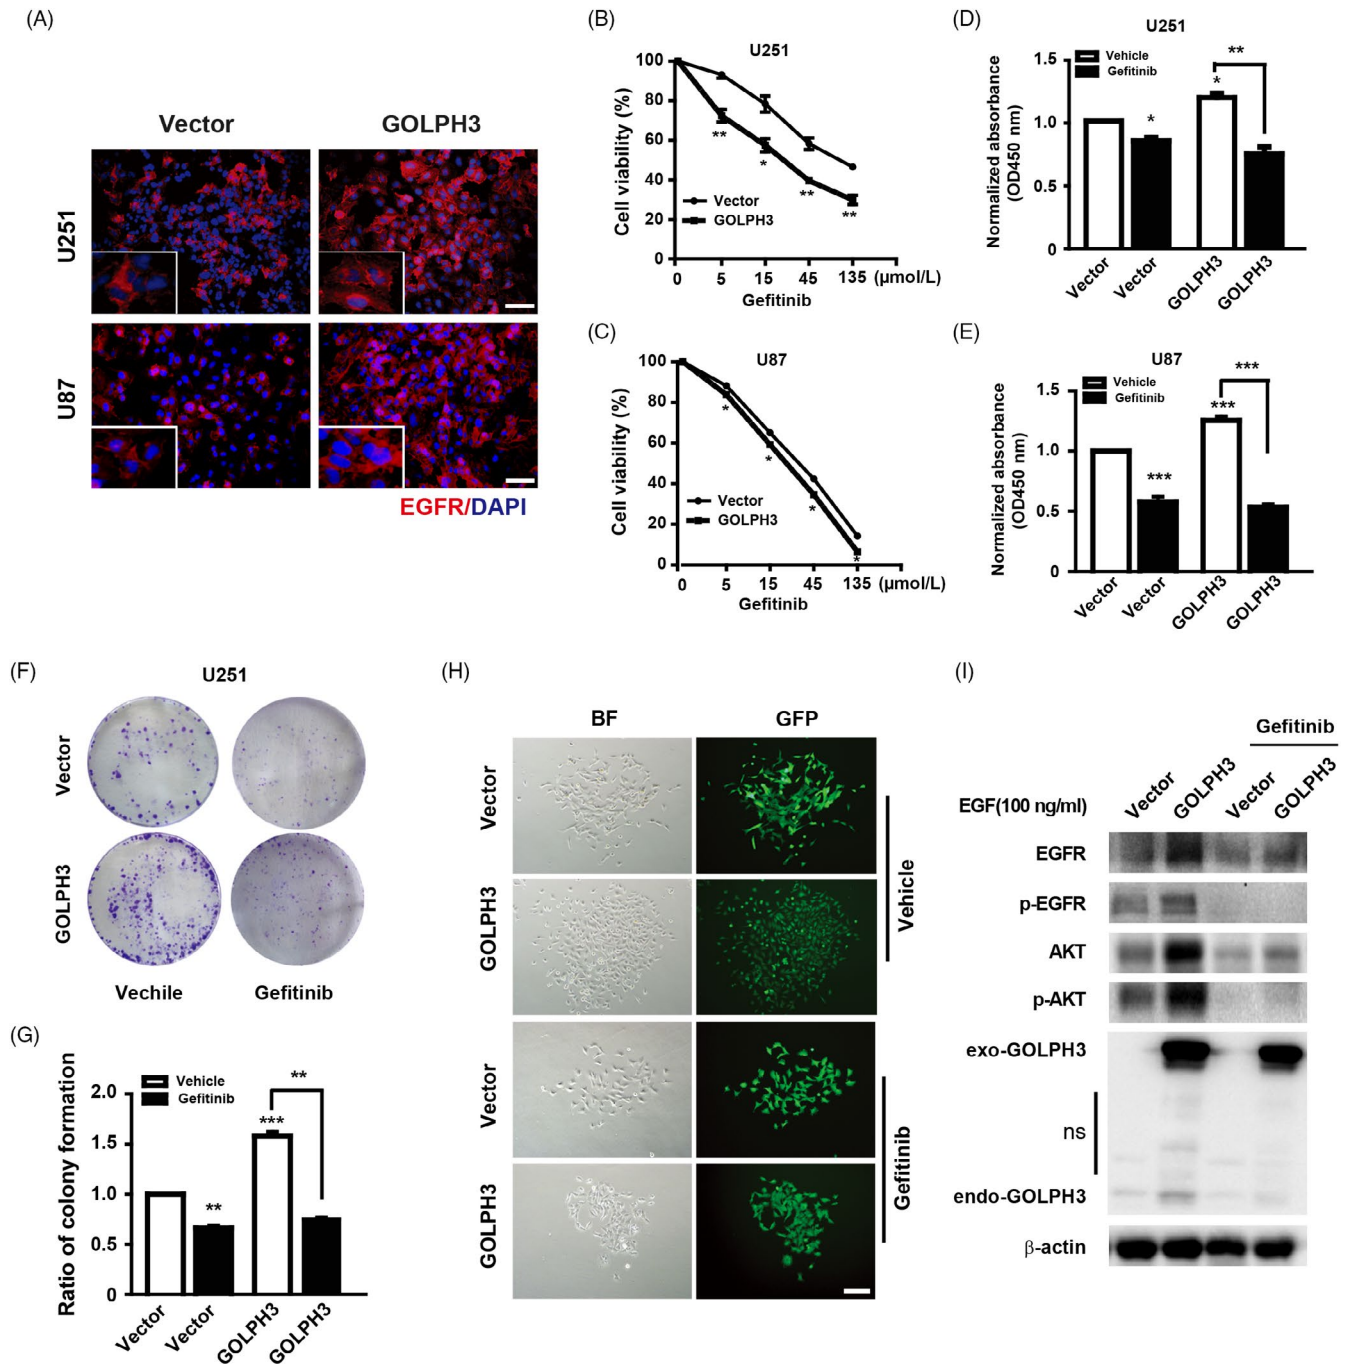 (A)
Vector
GOLPH3
U251
U87
EGFR/DAPI
(B)
U251
Cell viability (%)
100
80
60
40
20
0
**
*
**
**
Vector
GOLPH3
0 5 15 45 135 (μmol/L)
Gefitinib
(C)
U87
Cell viability (%)
100
80
60
40
20
0
*
*
*
*
Vector
GOLPH3
0 5 15 45 135 (μmol/L)
Gefitinib
(D)
U251
Normalized absorbance
(OD450 nm)
1.5
1.0
0.5
0
Vehicle
Gefitinib
**
*
*
Vector
Vector
GOLPH3
GOLPH3
(E)
U87
Normalized absorbance
(OD450 nm)
1.5
1.0
0.5
0
Vehicle
Gefitinib
***
***
***
Vector
Vector
GOLPH3
GOLPH3
(F)
U251
Vector
GOLPH3
Vechile
Gefitinib
(G)
Ratio of colony formation
2.0
1.5
1.0
0.5
0
Vehicle
Gefitinib
**
***
**
Vector
Vector
GOLPH3
GOLPH3
(H)
BF
GFP
Vector
GOLPH3
Vehicle
Vector
GOLPH3
Gefitinib
(I)
Gefitinib
EGF(100 ng/ml)
Vector
GOLPH3
Vector
GOLPH3
EGFR
p-EGFR
AKT
p-AKT
exo-GOLPH3
ns
endo-GOLPH3
β-actin